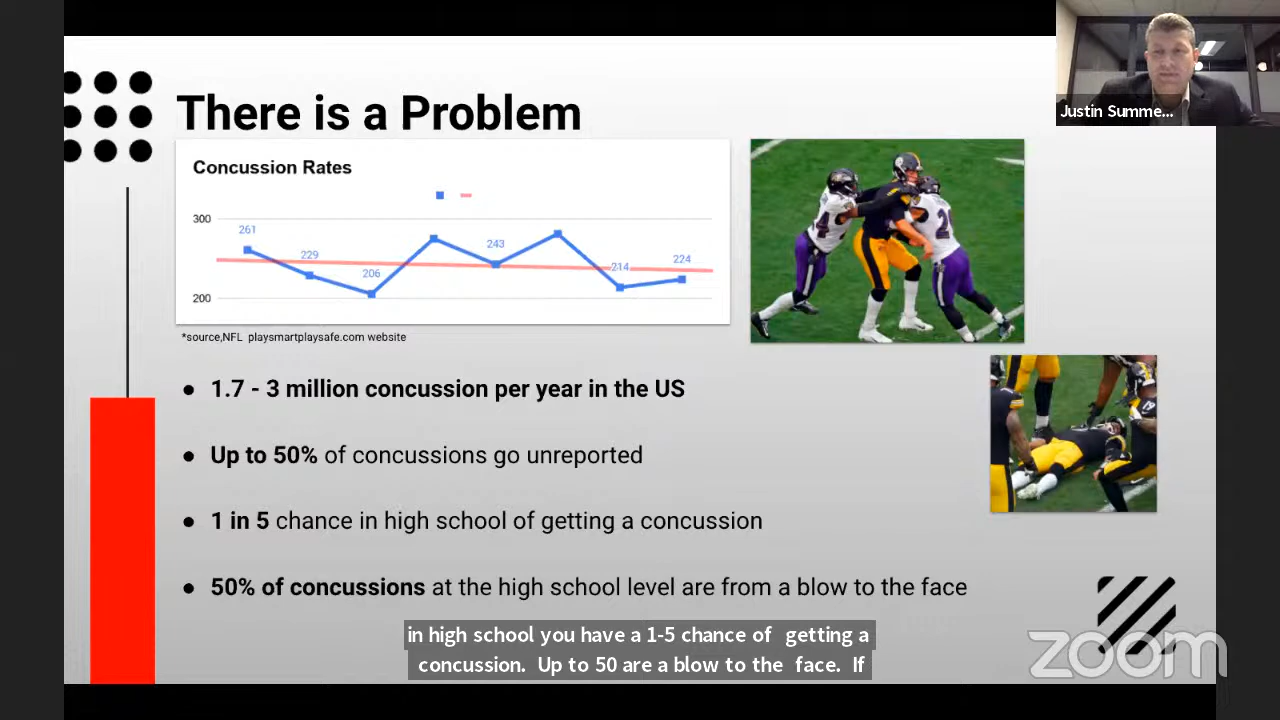 There is a Problem
Concussion Rates
300
261
229
206
243
214
224
200
*source,NFL playsmartplaysafe.com website
● 1.7 - 3 million concussion per year in the US
● Up to 50% of concussions go unreported
● 1 in 5 chance in high school of getting a concussion
● 50% of concussions at the high school level are from a blow to the face
in high school you have a 1-5 chance of getting a
concussion. Up to 50 are a blow to the face. If
Justin Summe...
zoom